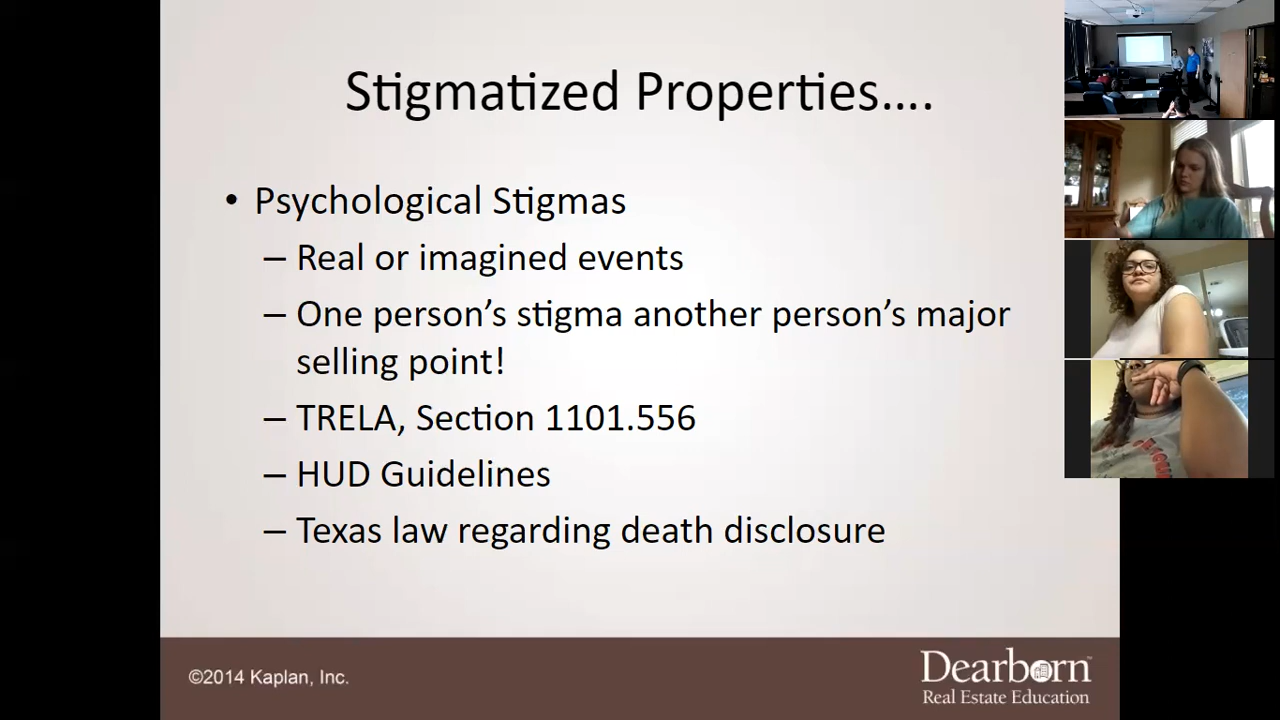 Stigmatized Properties....
• Psychological Stigmas
– Real or imagined events
– One person’s stigma another person’s major
selling point!
– TRELA, Section 1101.556
– HUD Guidelines
– Texas law regarding death disclosure
©2014 Kaplan, Inc.
Dearborn™
Real Estate Education